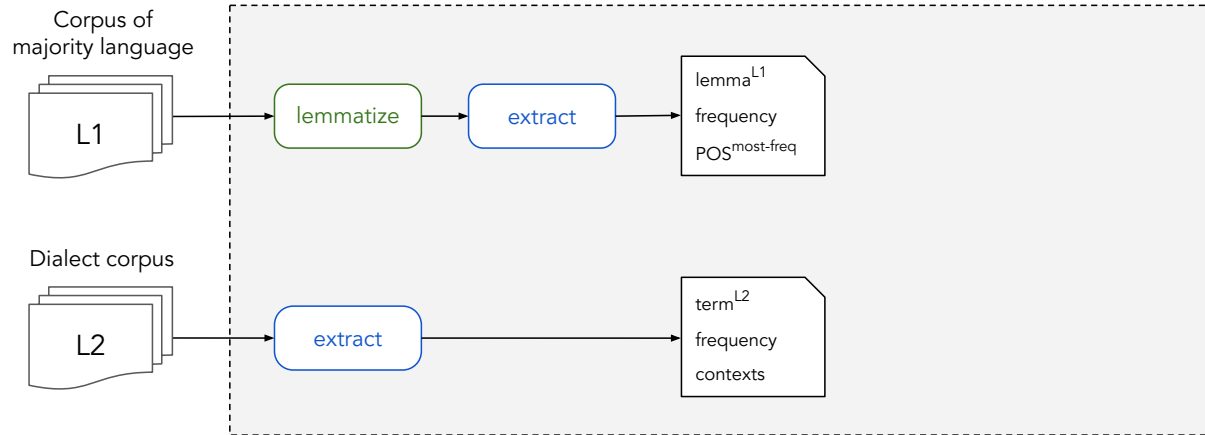 Corpus of
majority language
L1
lemmatize
extract
lemma^L1
frequency
POS^most-freq
Dialect corpus
L2
extract
term^L2
frequency
contexts